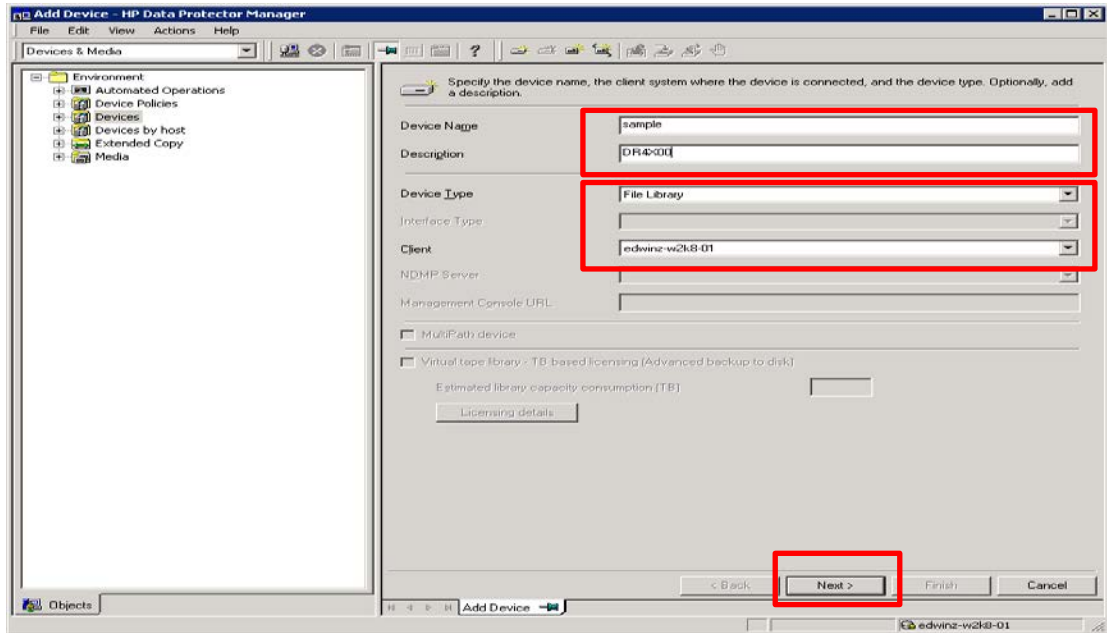 Add Device - HP Data Protector Manager
File Edit View Actions Help
Devices & Media
Environment
Automated Operations
Device Policies
Devices
Devices by host
Extended Copy
Media
Specify the device name, the client system where the device is connected, and the device type. Optionally, add
a description.
Device Name
sample
Description
DR4X00
Device Type
File Library
Interface Type
Client
edwinz-w2k8-01
NDMP Server
Management Console URL
MultiPath device
Virtual tape library - TB based licensing (Advanced backup to disk)
Estimated library capacity consumption [TB]
Licensing details
< Back
Next >
Finish
Cancel
Objects
Add Device
edwinz-w2k8-01